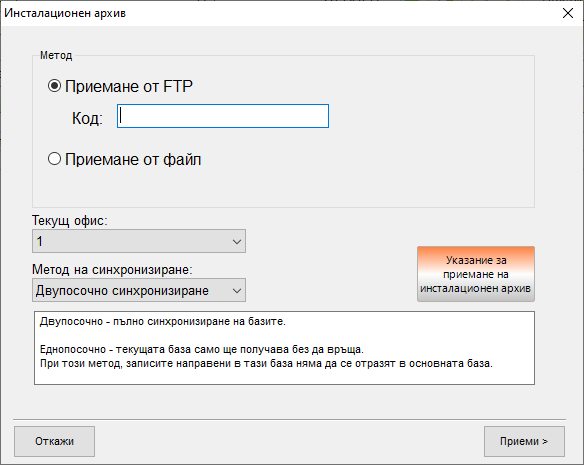 Инсталационен архив
Метод
Приемане от FTP
Код:
Приемане от файл
Текущ офис:
1
Метод на синхронизиране:
Двупосочно синхронизиране
Указание за
приемане на
инсталационен архив
Двупосочно - пълно синхронизиране на базите.
Еднопосочно - текущата база само ще получава без да връща.
При този метод, записите направени в тази база няма да се отразят в основната база.
Откажи
Приеми >